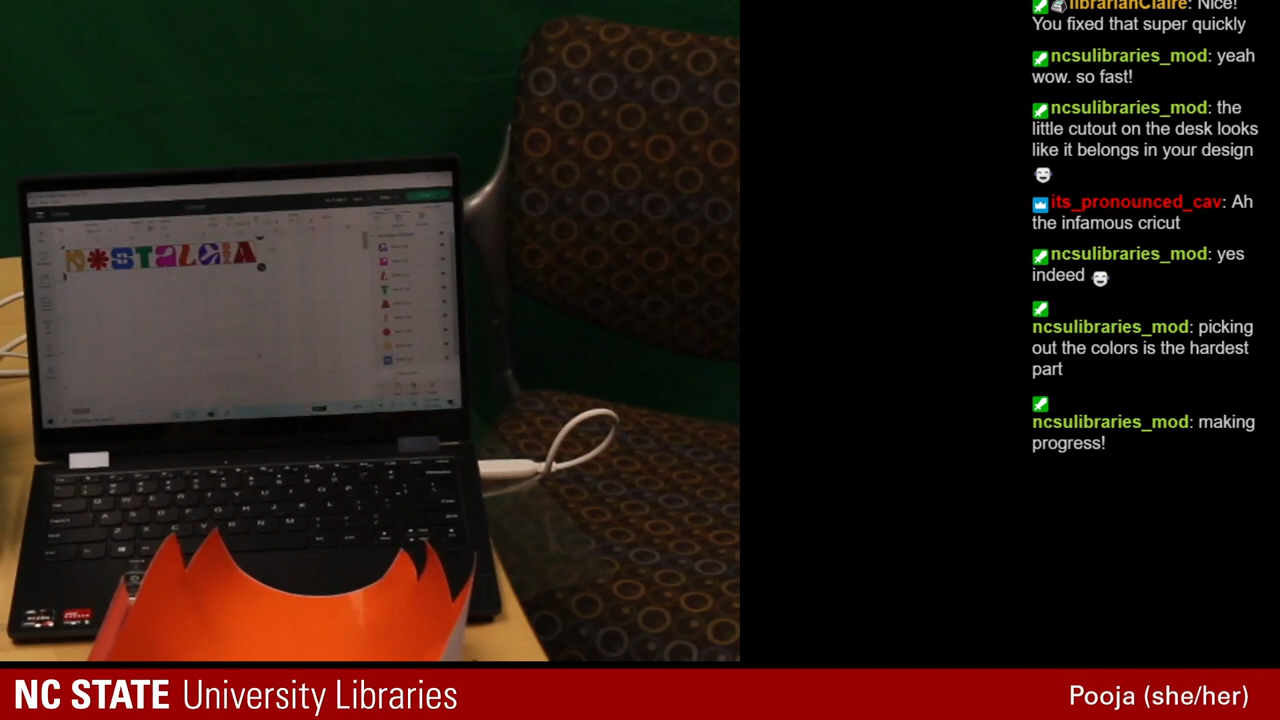 NOSTALGIA
librarianClaire: Nice!
You fixed that super quickly
ncsulibraries_mod: yeah
wow. so fast!
ncsulibraries_mod: the
little cutout on the desk looks
like it belongs in your design
its_pronounced_cav: Ah
the infamous cricut
ncsulibraries_mod: yes
indeed
ncsulibraries_mod: picking
out the colors is the hardest
part
ncsulibraries_mod: making
progress!
NC STATE University Libraries
Pooja (she/her)